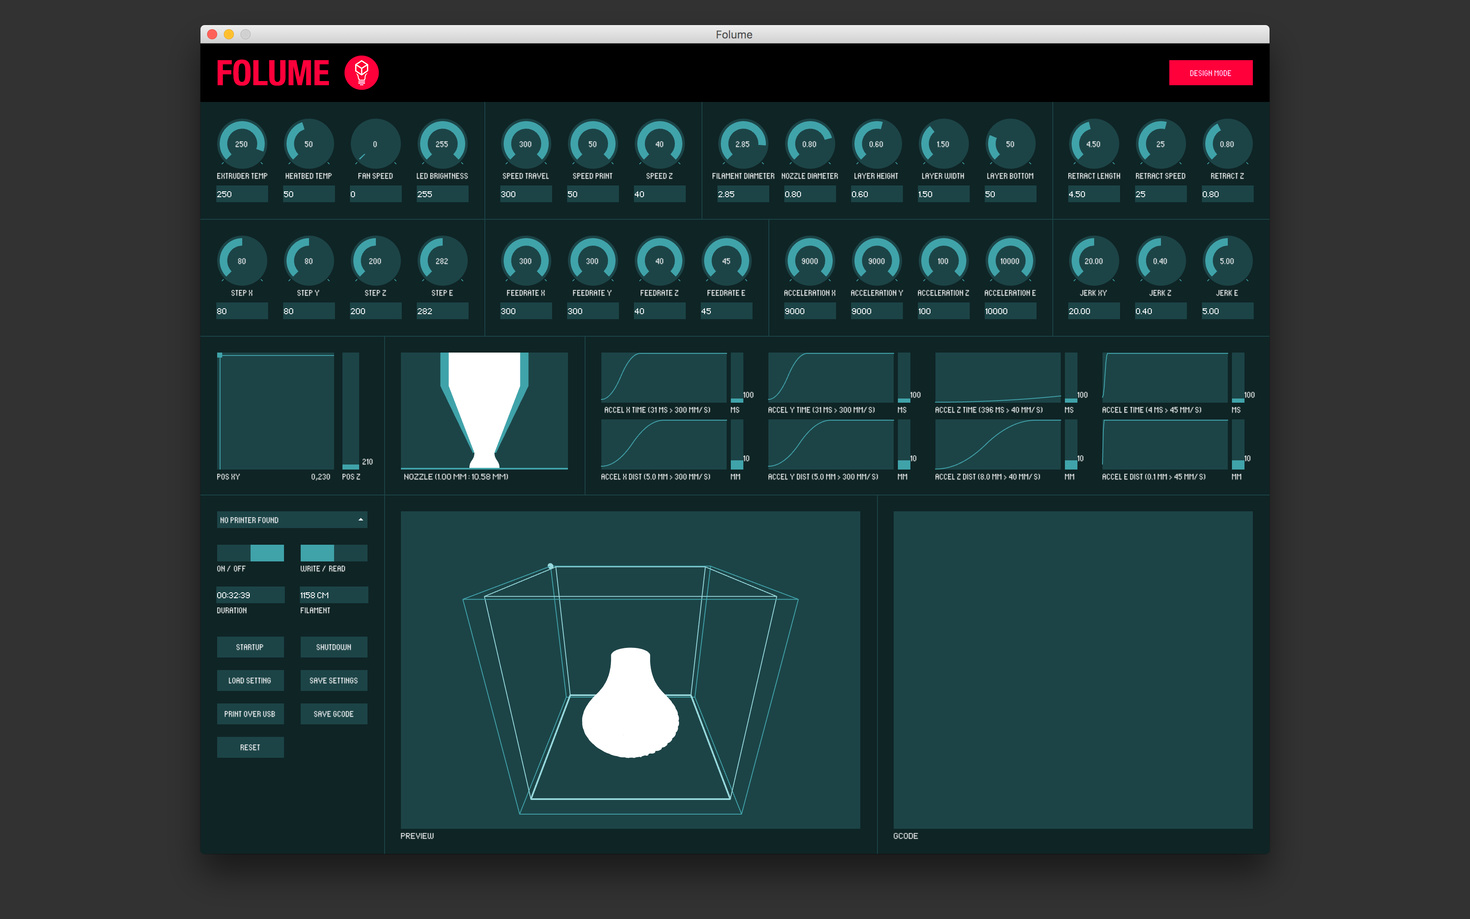 Folume
FOLUME
DESIGN MODE
250 50 0 255 300 50 40 2.85 0.80 0.60 1.50 50 4.50 25 0.80
EXTRUDER TEMP HEATBED TEMP FAN SPEED LED BRIGHTNESS SPEED TRAVEL SPEED PRINT SPEED Z FILAMENT DIAMETER NOZZLE DIAMETER LAYER HEIGHT LAYER WIDTH LAYER BOTTOM RETRACT LENGTH RETRACT SPEED RETRACT Z
250 50 0 255 300 50 40 2.85 0.80 0.60 1.50 50 4.50 25 0.80
80 80 200 282 300 300 40 45 9000 9000 100 10000 20.00 0.40 5.00
STEP X STEP Y STEP Z STEP E FEEDRATE X FEEDRATE Y FEEDRATE Z FEEDRATE E ACCELERATION X ACCELERATION Y ACCELERATION Z ACCELERATION E JERK XY JERK Z JERK E
80 80 200 282 300 300 40 45 9000 9000 100 10000 20.00 0.40 5.00
100 100 100 100
ACCEL X TIME (31 MS > 300 MM/S) MS ACCEL Y TIME (31 MS > 300 MM/S) MS ACCEL Z TIME (396 MS > 40 MM/S) MS ACCEL E TIME (4 MS > 45 MM/S) MS
210 10 10 10 10
POS XY 0,230 POS Z NOZZLE (1.00 MM : 10.58 MM) ACCEL X DIST (5.0 MM > 300 MM/S) MM ACCEL Y DIST (5.0 MM > 300 MM/S) MM ACCEL Z DIST (8.0 MM > 40 MM/S) MM ACCEL E DIST (0.1 MM > 45 MM/S) MM
NO PRINTER FOUND
ON / OFF WRITE / READ
00:32:39 1158 CM
DURATION FILAMENT
STARTUP SHUTDOWN
LOAD SETTING SAVE SETTINGS
PRINT OVER USB SAVE GCODE
RESET
PREVIEW GCODE